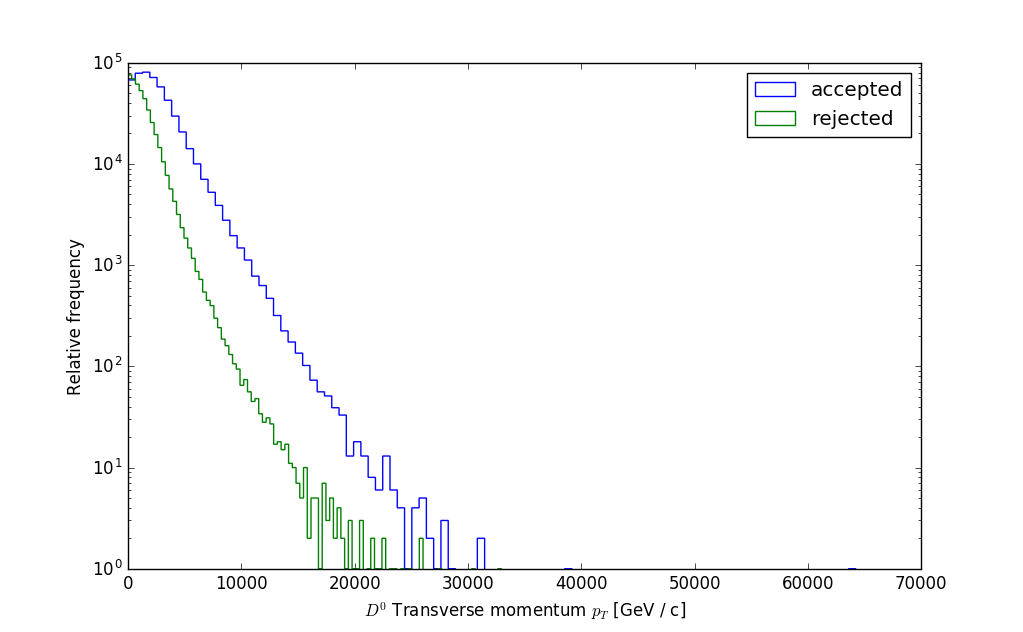 10^5
10^4
10^3
10^2
10^1
10^0
Relative frequency
0 10000 20000 30000 40000 50000 60000 70000
D^0 Transverse momentum p_T [GeV / c]
accepted
rejected